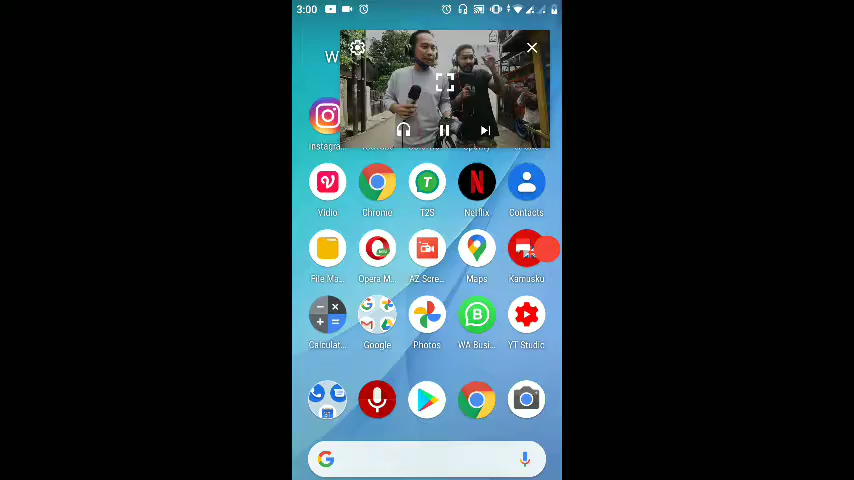 3:00
W
Instagra
Vidio Chrome T2S Netflix Contacts
File Ma... Opera M... AZ Scre... Maps Kamusku
Calculat... Google Photos WA Busi... YT Studio